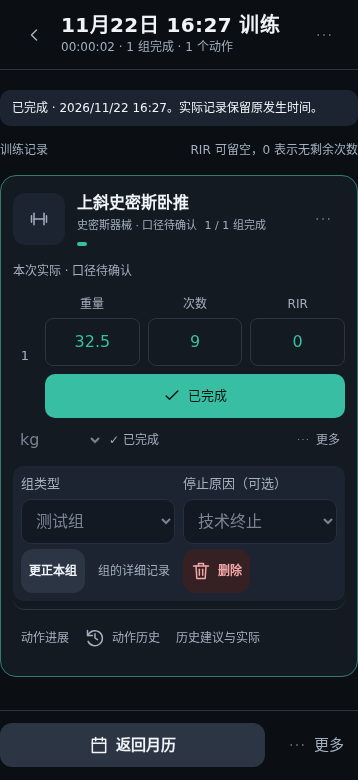 11月22日 16:27 训练
00:00:02 · 1 组完成 · 1 个动作
已完成 · 2026/11/22 16:27。实际记录保留原发生时间。
训练记录
RIR 可留空，0 表示无剩余次数
上斜史密斯卧推
史密斯器械 · 口径待确认 1 / 1 组完成
本次实际 · 口径待确认
重量 次数 RIR
1 32.5 9 0
已完成
kg ✓ 已完成 ··· 更多
组类型 停止原因（可选）
测试组 技术终止
更正本组 组的详细记录 删除
动作进展 动作历史 历史建议与实际
返回月历 ··· 更多